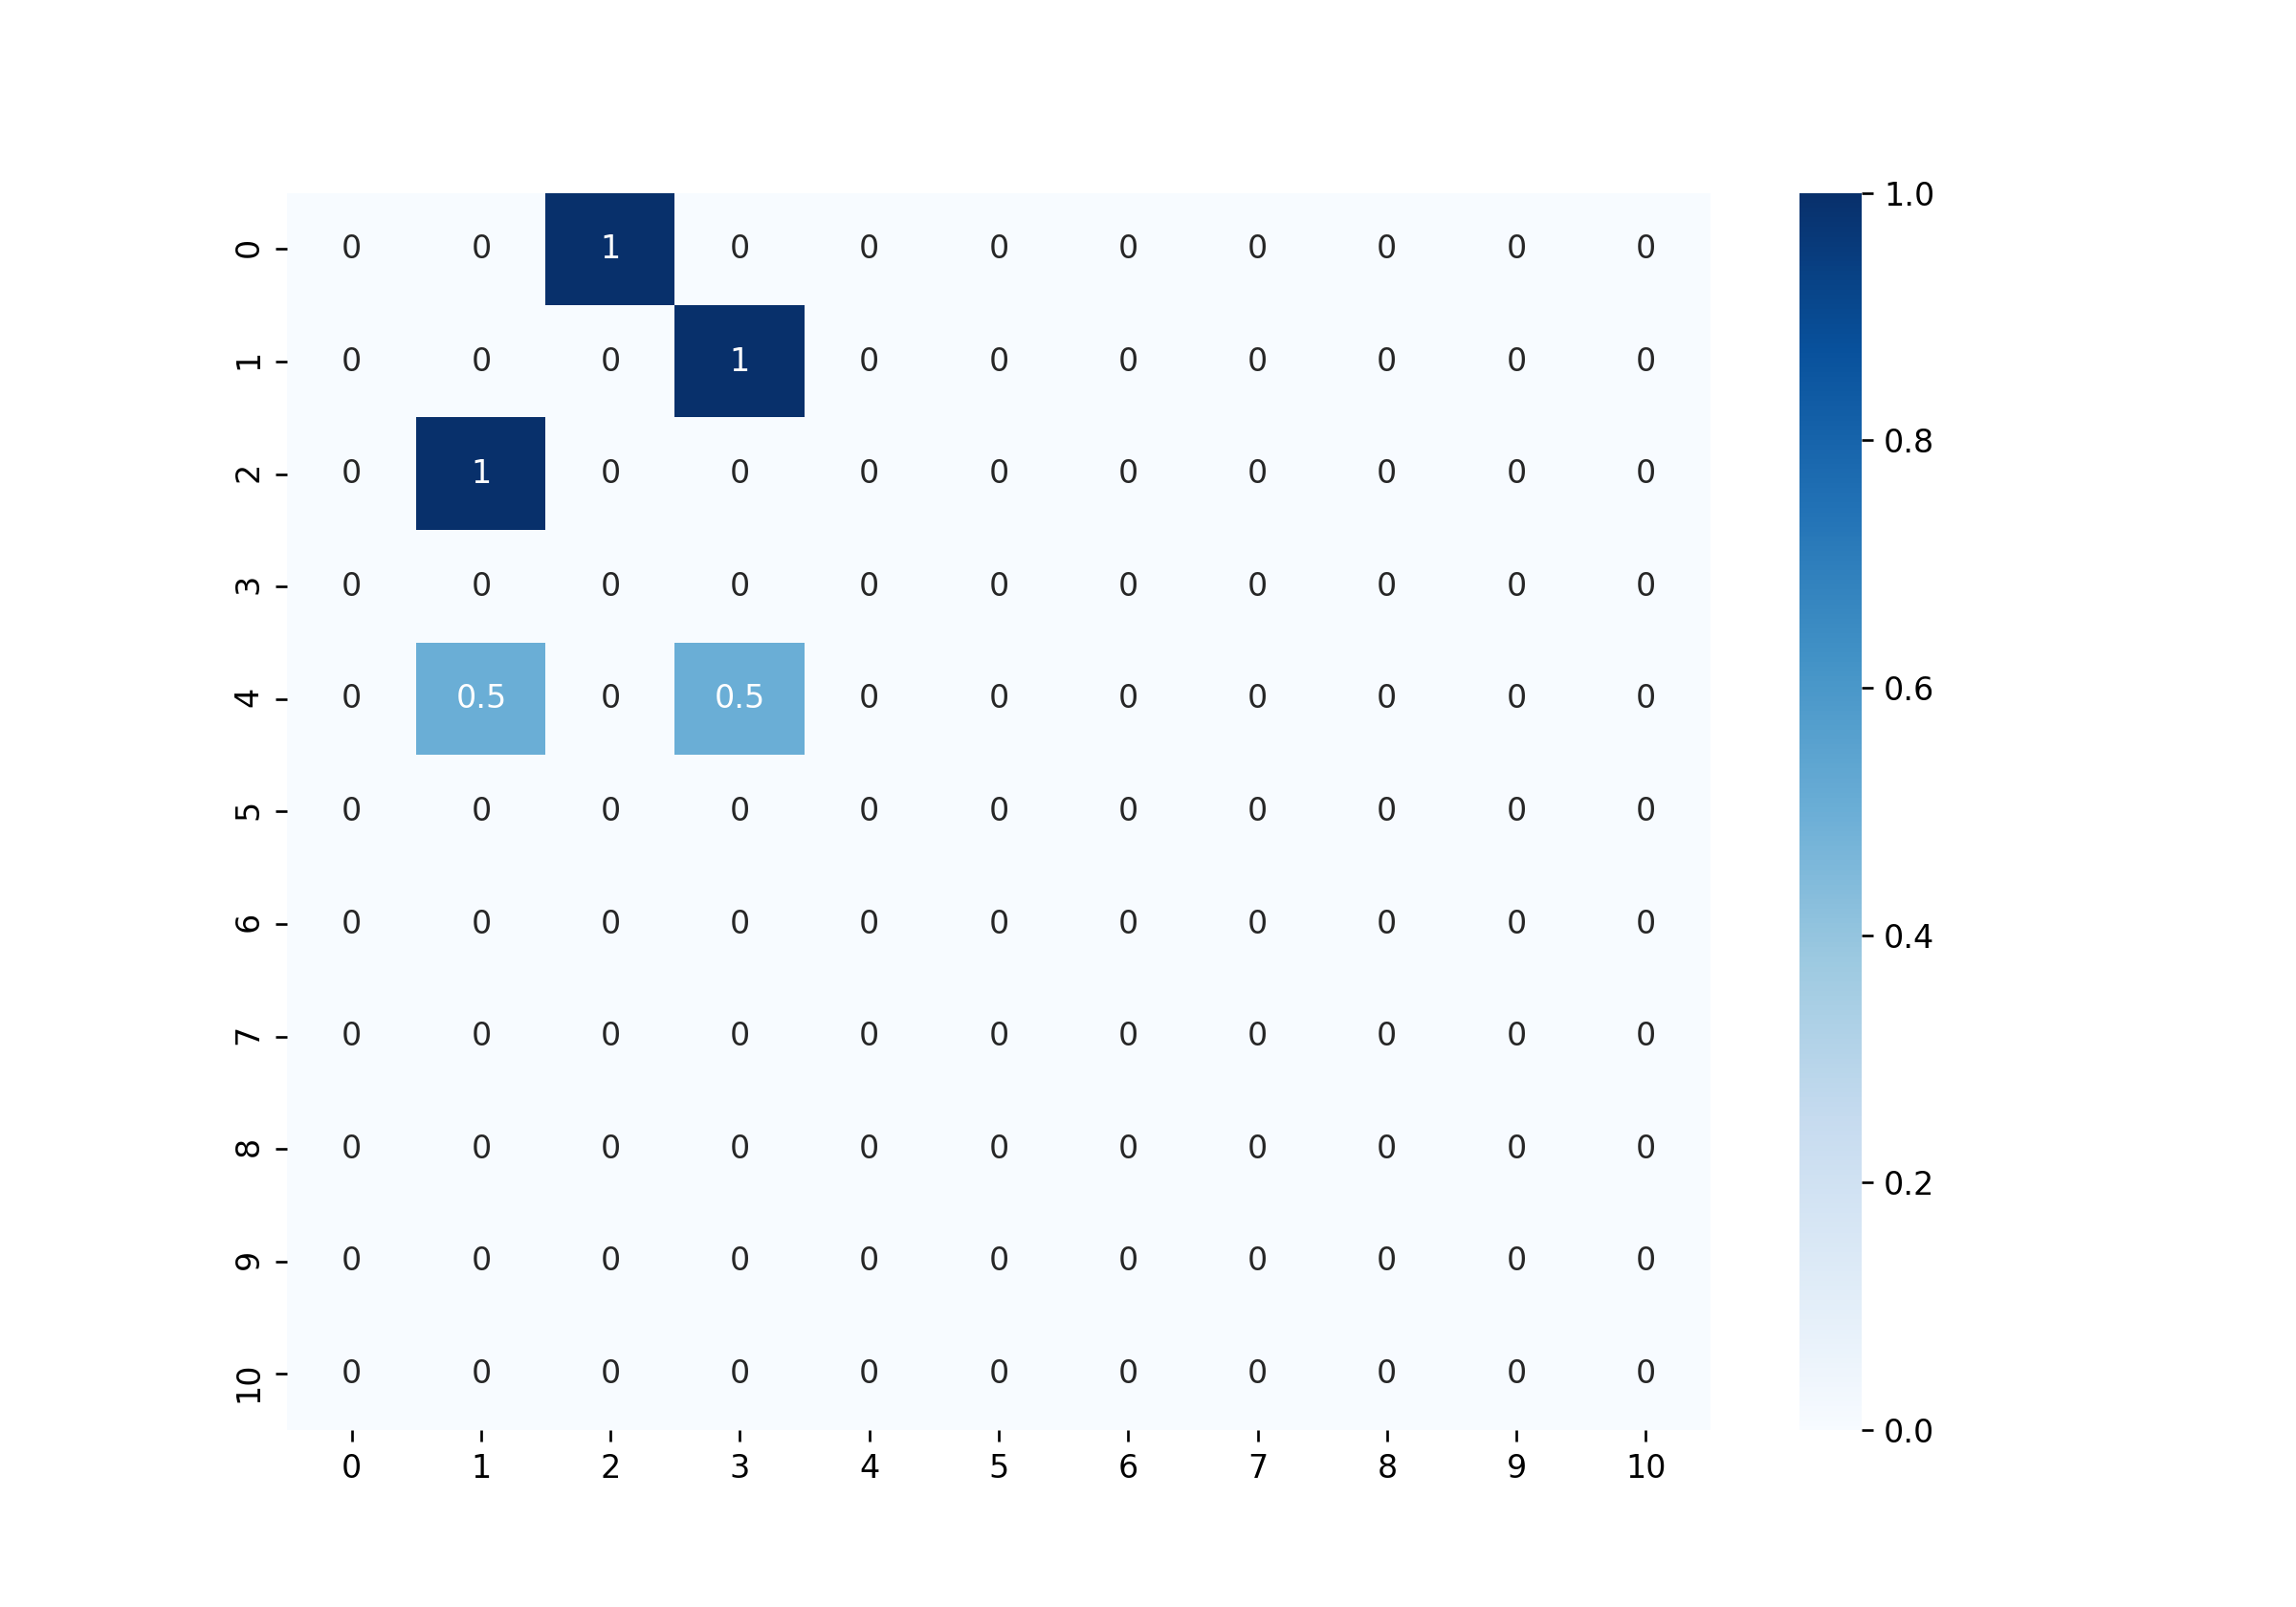 1.0
0 0 0 1 0 0 0 0 0 0 0 0
1 0 0 0 1 0 0 0 0 0 0 0
0.8
2 0 1 0 0 0 0 0 0 0 0 0
3 0 0 0 0 0 0 0 0 0 0 0
0.6
4 0 0.5 0 0.5 0 0 0 0 0 0 0
5 0 0 0 0 0 0 0 0 0 0 0
6 0 0 0 0 0 0 0 0 0 0 0
0.4
7 0 0 0 0 0 0 0 0 0 0 0
8 0 0 0 0 0 0 0 0 0 0 0
0.2
9 0 0 0 0 0 0 0 0 0 0 0
10 0 0 0 0 0 0 0 0 0 0 0
0.0
0 1 2 3 4 5 6 7 8 9 10